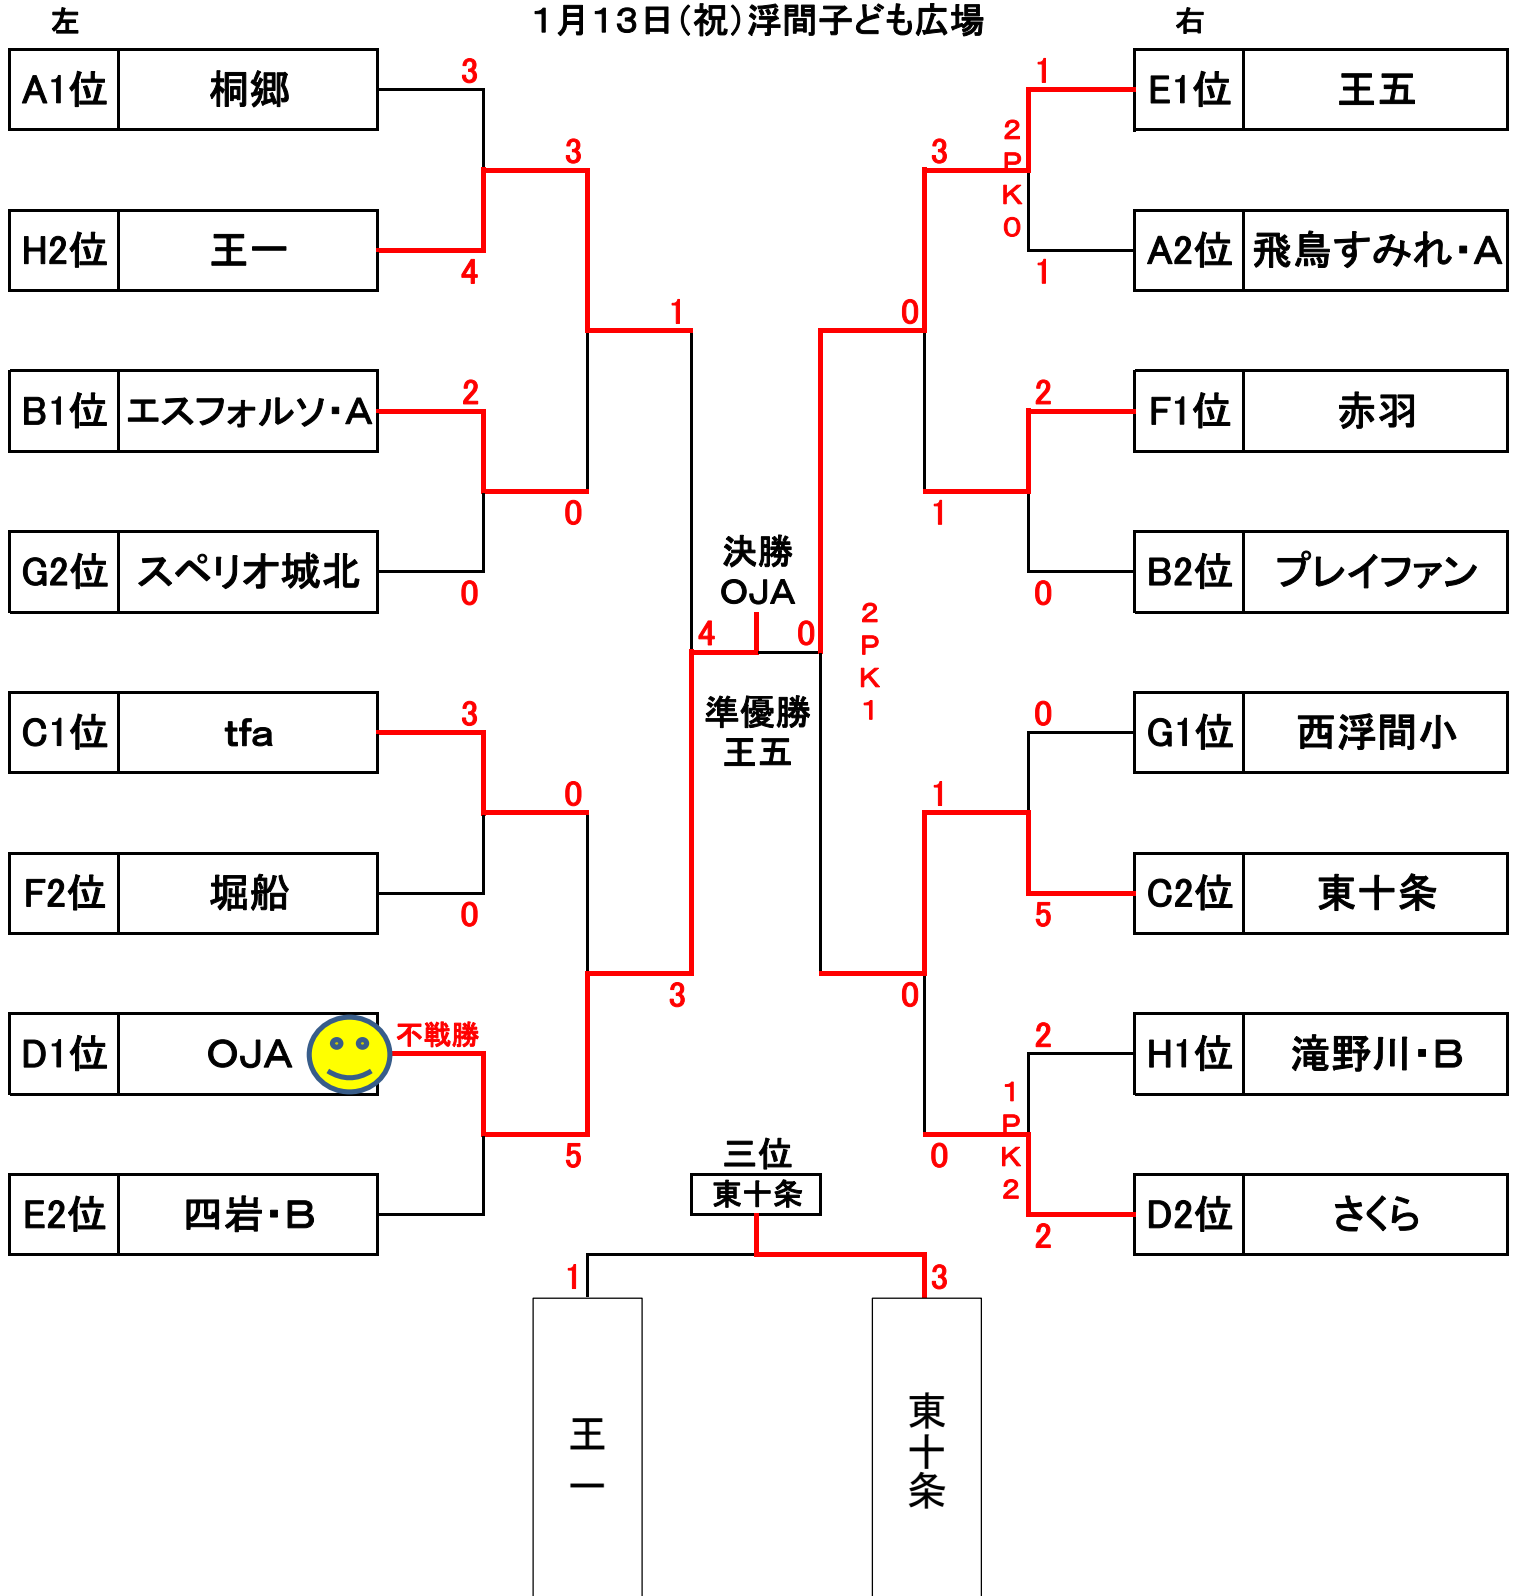 左
1月13日(祝)浮間子ども広場
右
A1位 桐郷 3
3
H2位 王一 4
1
B1位 エスフォルソ・A 2
0
G2位 スペリオ城北 0
C1位 tfa 3
0
F2位 堀船 0
3
D1位 OJA 不戦勝
5
E2位 四岩・B
決勝
OJA
4 0
準優勝
王五
2PK1
1 E1位 王五
3
2PK0
1 A2位 飛鳥すみれ・A
0
2 F1位 赤羽
1
0 B2位 プレイファン
0 G1位 西浮間小
1
5 C2位 東十条
0
2 H1位 滝野川・B
0
1PK2
2 D2位 さくら
三位
東十条
1 3
王一
東十条